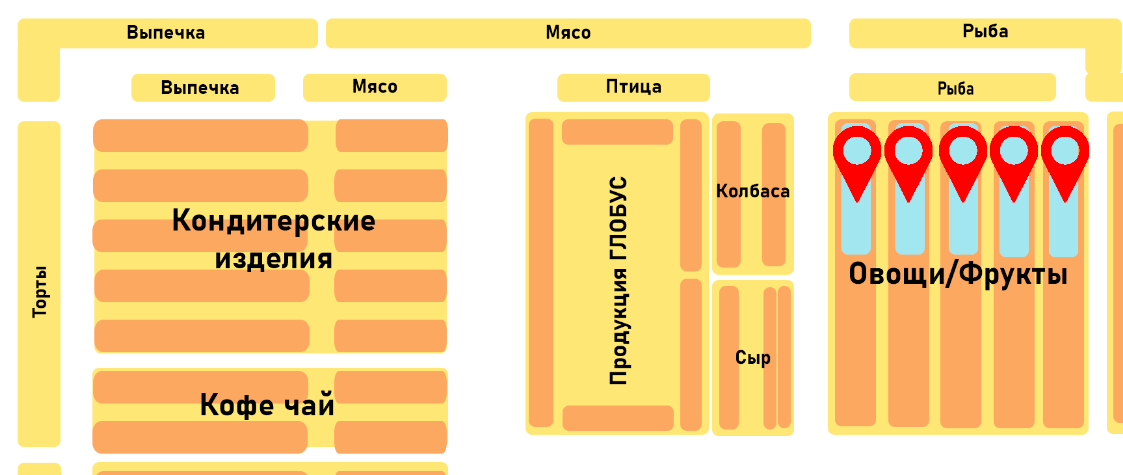 Выпечка
Мясо
Рыба
Выпечка
Мясо
Птица
Рыба
Колбаса
Кондитерские
изделия
Продукция ГЛОБУС
Овощи/Фрукты
Торты
Сыр
Кофе чай